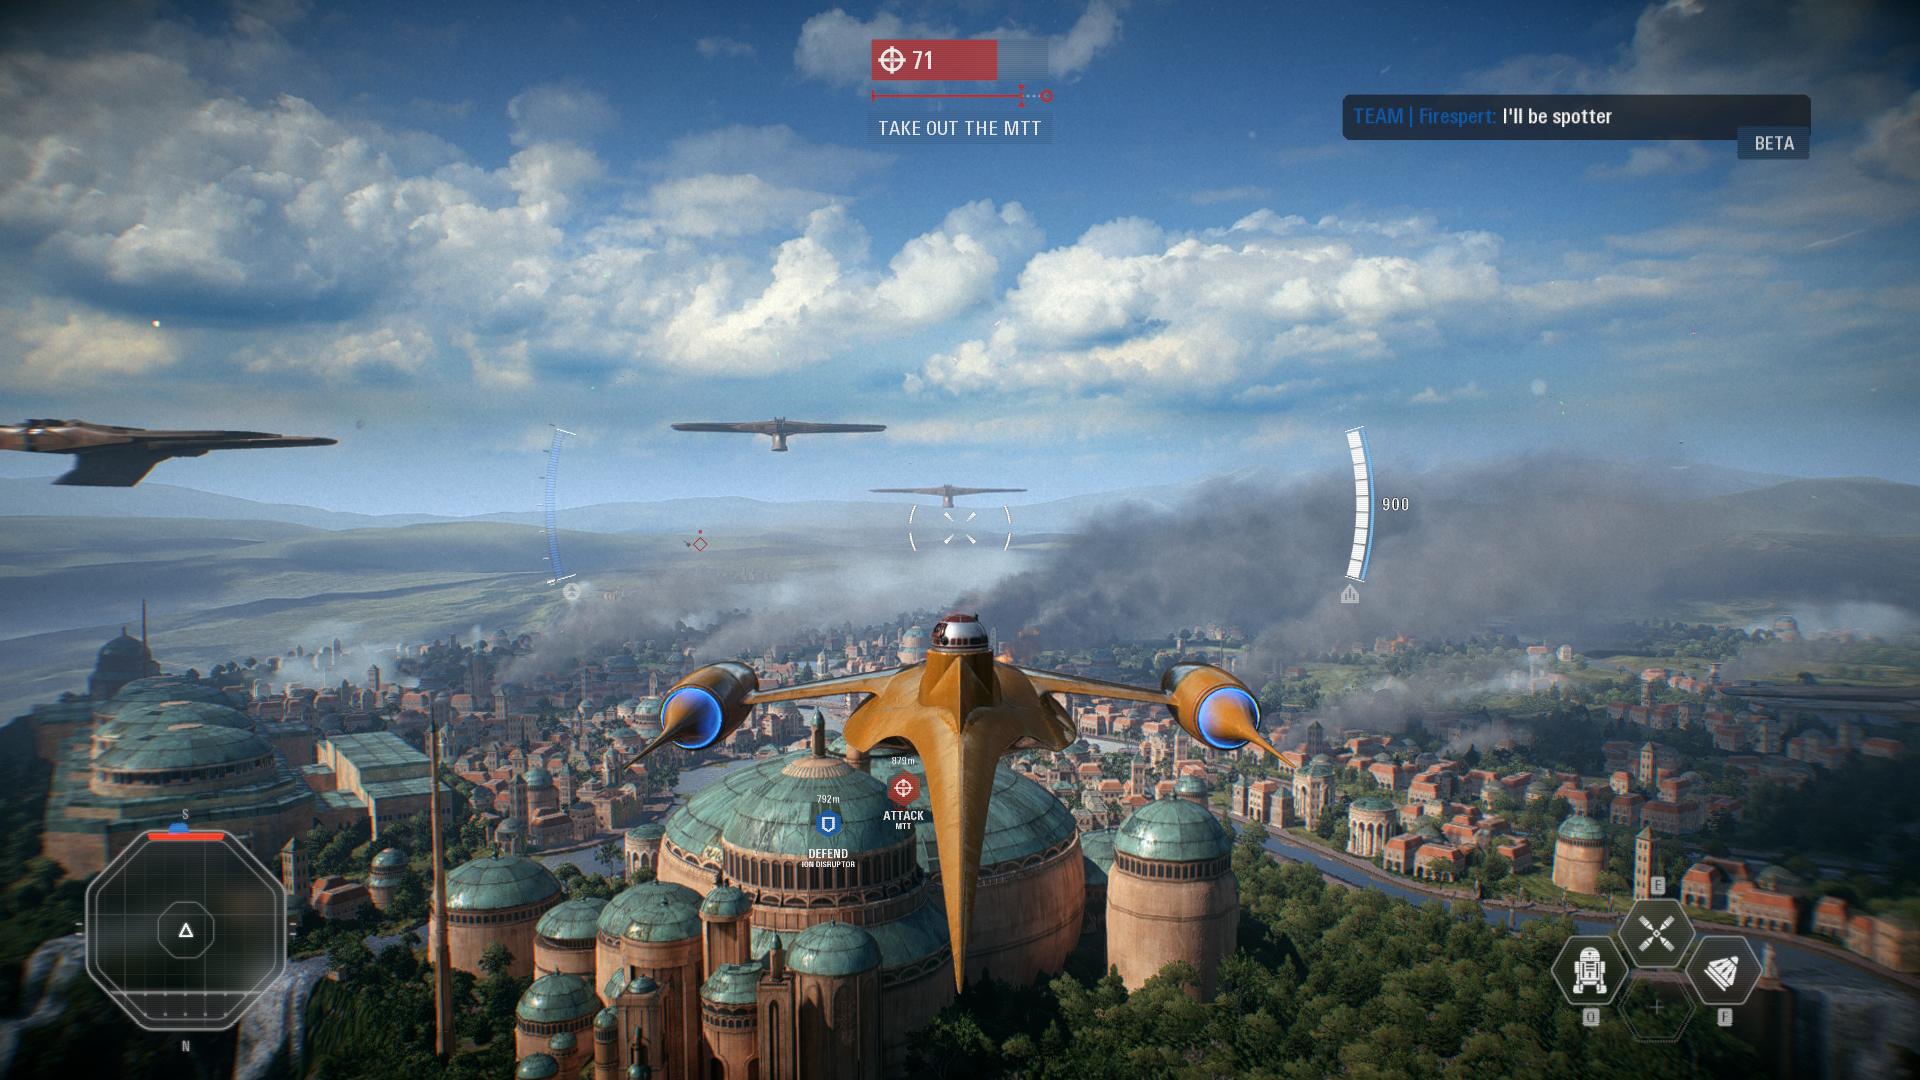 71
TAKE OUT THE MTT
TEAM | Firespert: I'll be spotter
BETA
900
879m
ATTACK
MTT
792m
DEFEND
ION DISRUPTOR
S
N
E
Q
F